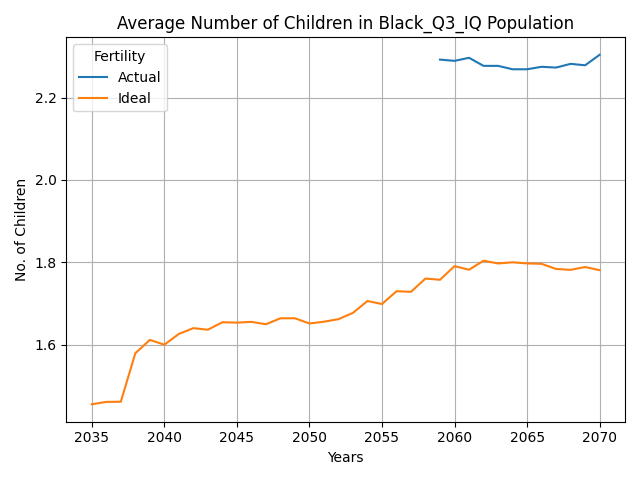 Average Number of Children in Black_Q3_IQ Population
Fertility
Actual
Ideal
No. of Children
2.2
2.0
1.8
1.6
2035 2040 2045 2050 2055 2060 2065 2070
Years